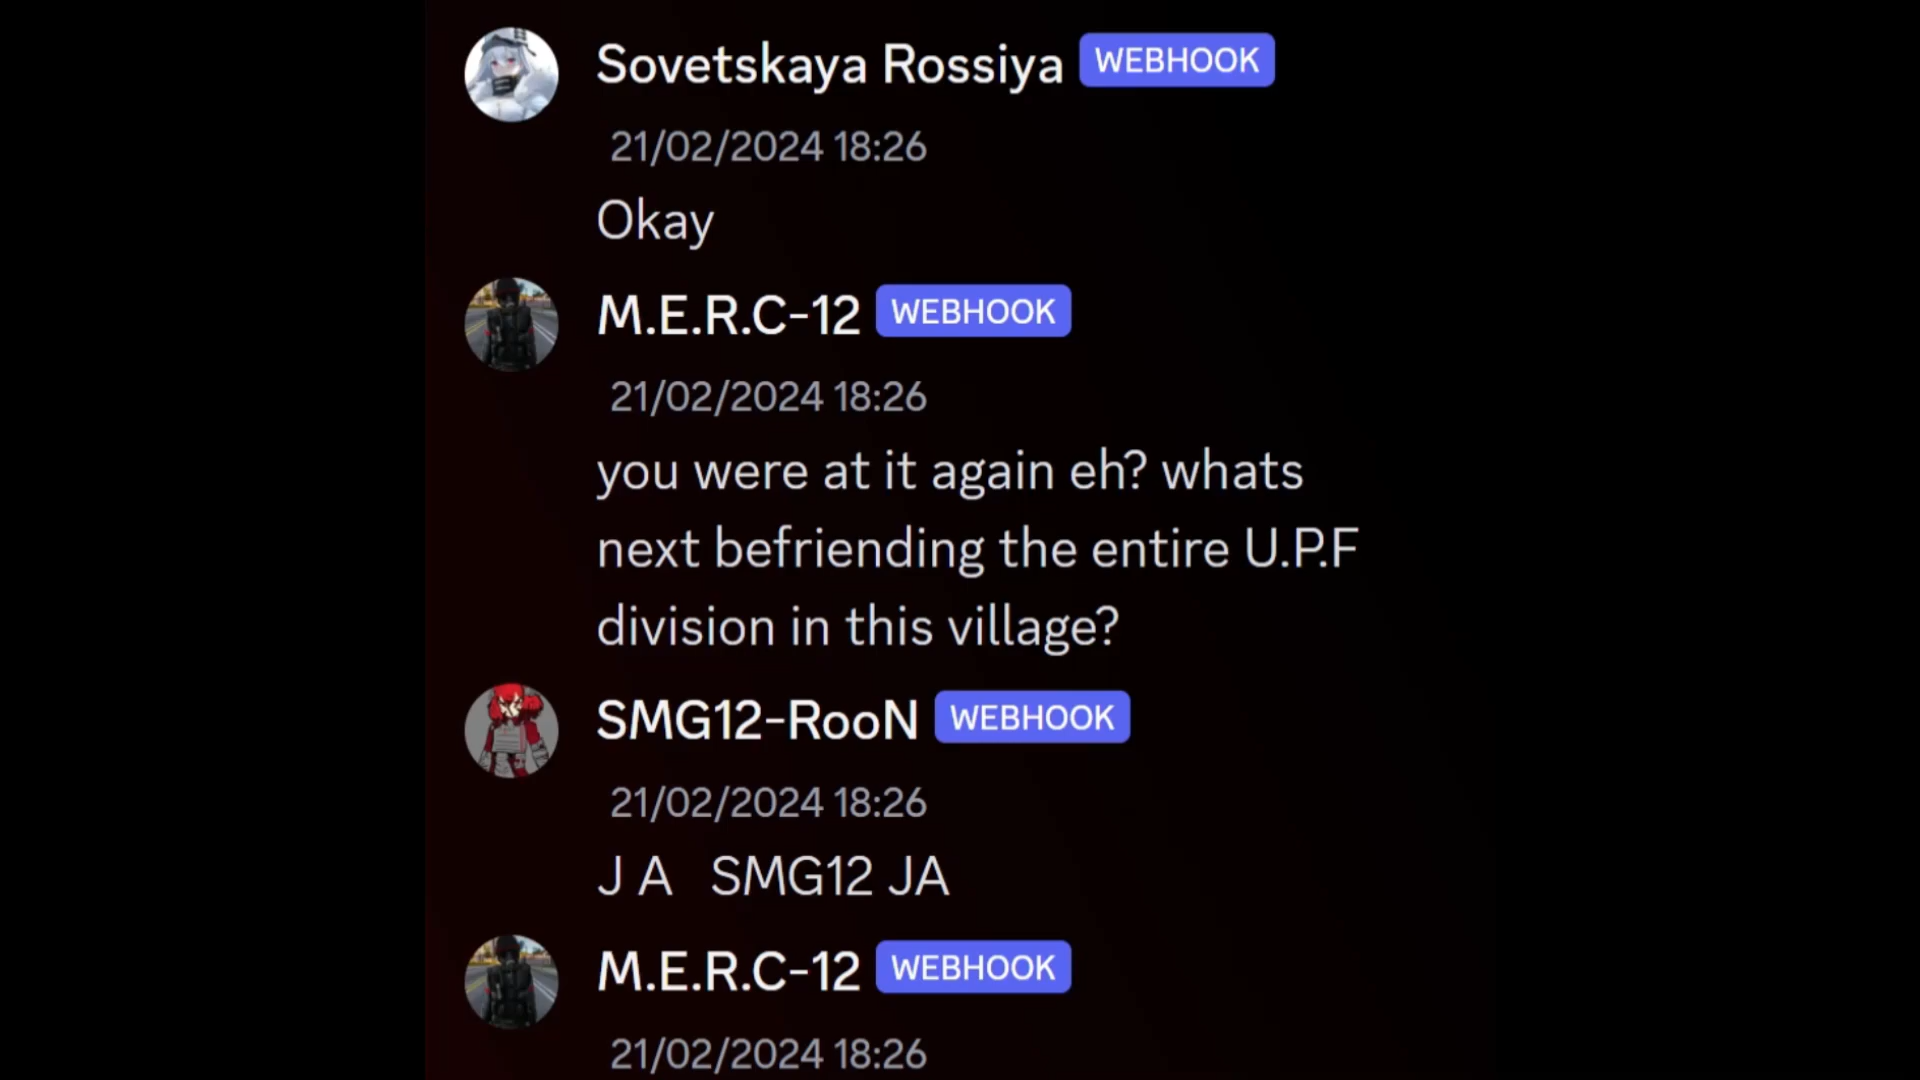 Sovetskaya Rossiya WEBHOOK
21/02/2024 18:26
Okay
M.E.R.C-12 WEBHOOK
21/02/2024 18:26
you were at it again eh? whats
next befriending the entire U.P.F
division in this village?
SMG12-RooN WEBHOOK
21/02/2024 18:26
J A   SMG12 JA
M.E.R.C-12 WEBHOOK
21/02/2024 18:26